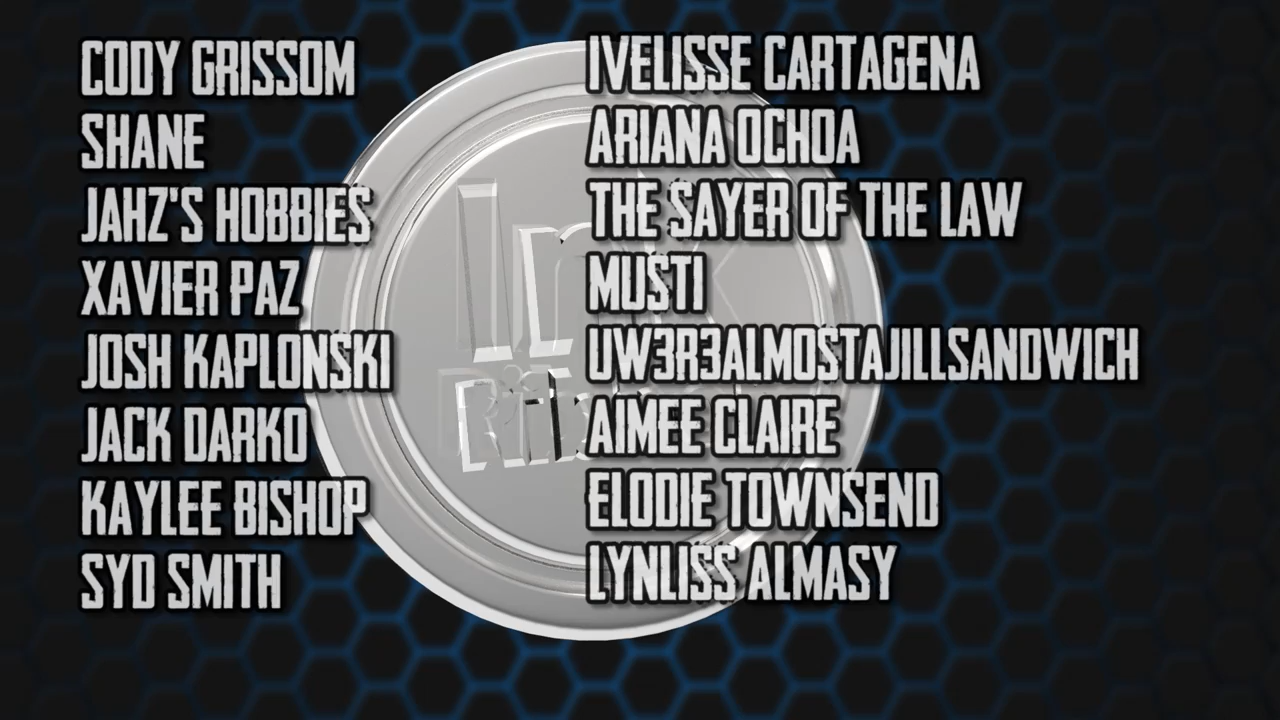 CODY GRISSOM
SHANE
JAHZ'S HOBBIES
XAVIER PAZ
JOSH KAPLONSKI
JACK DARKO
KAYLEE BISHOP
SYD SMITH
IVELISSE CARTAGENA
ARIANA OCHOA
THE SAYER OF THE LAW
MUSTI
UW3R3ALMOSTAJILLSANDWICH
AIMEE CLAIRE
ELODIE TOWNSEND
LYNLISS ALMASY